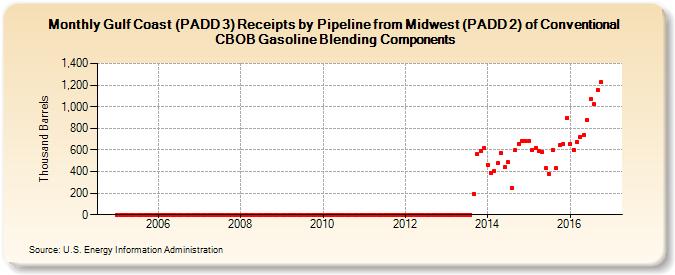 Monthly Gulf Coast (PADD 3) Receipts by Pipeline from Midwest (PADD 2) of Conventional
CBOB Gasoline Blending Components
Thousand Barrels
1,400
1,200
1,000
800
600
400
200
0
2006 2008 2010 2012 2014 2016
Source: U.S. Energy Information Administration